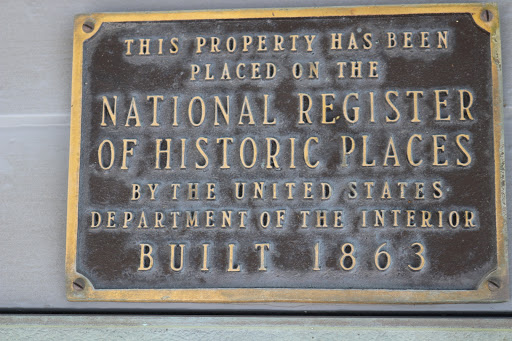 THIS PROPERTY HAS BEEN
PLACED ON THE
NATIONAL REGISTER
OF HISTORIC PLACES
BY THE UNITED STATES
DEPARTMENT OF THE INTERIOR
BUILT 1863